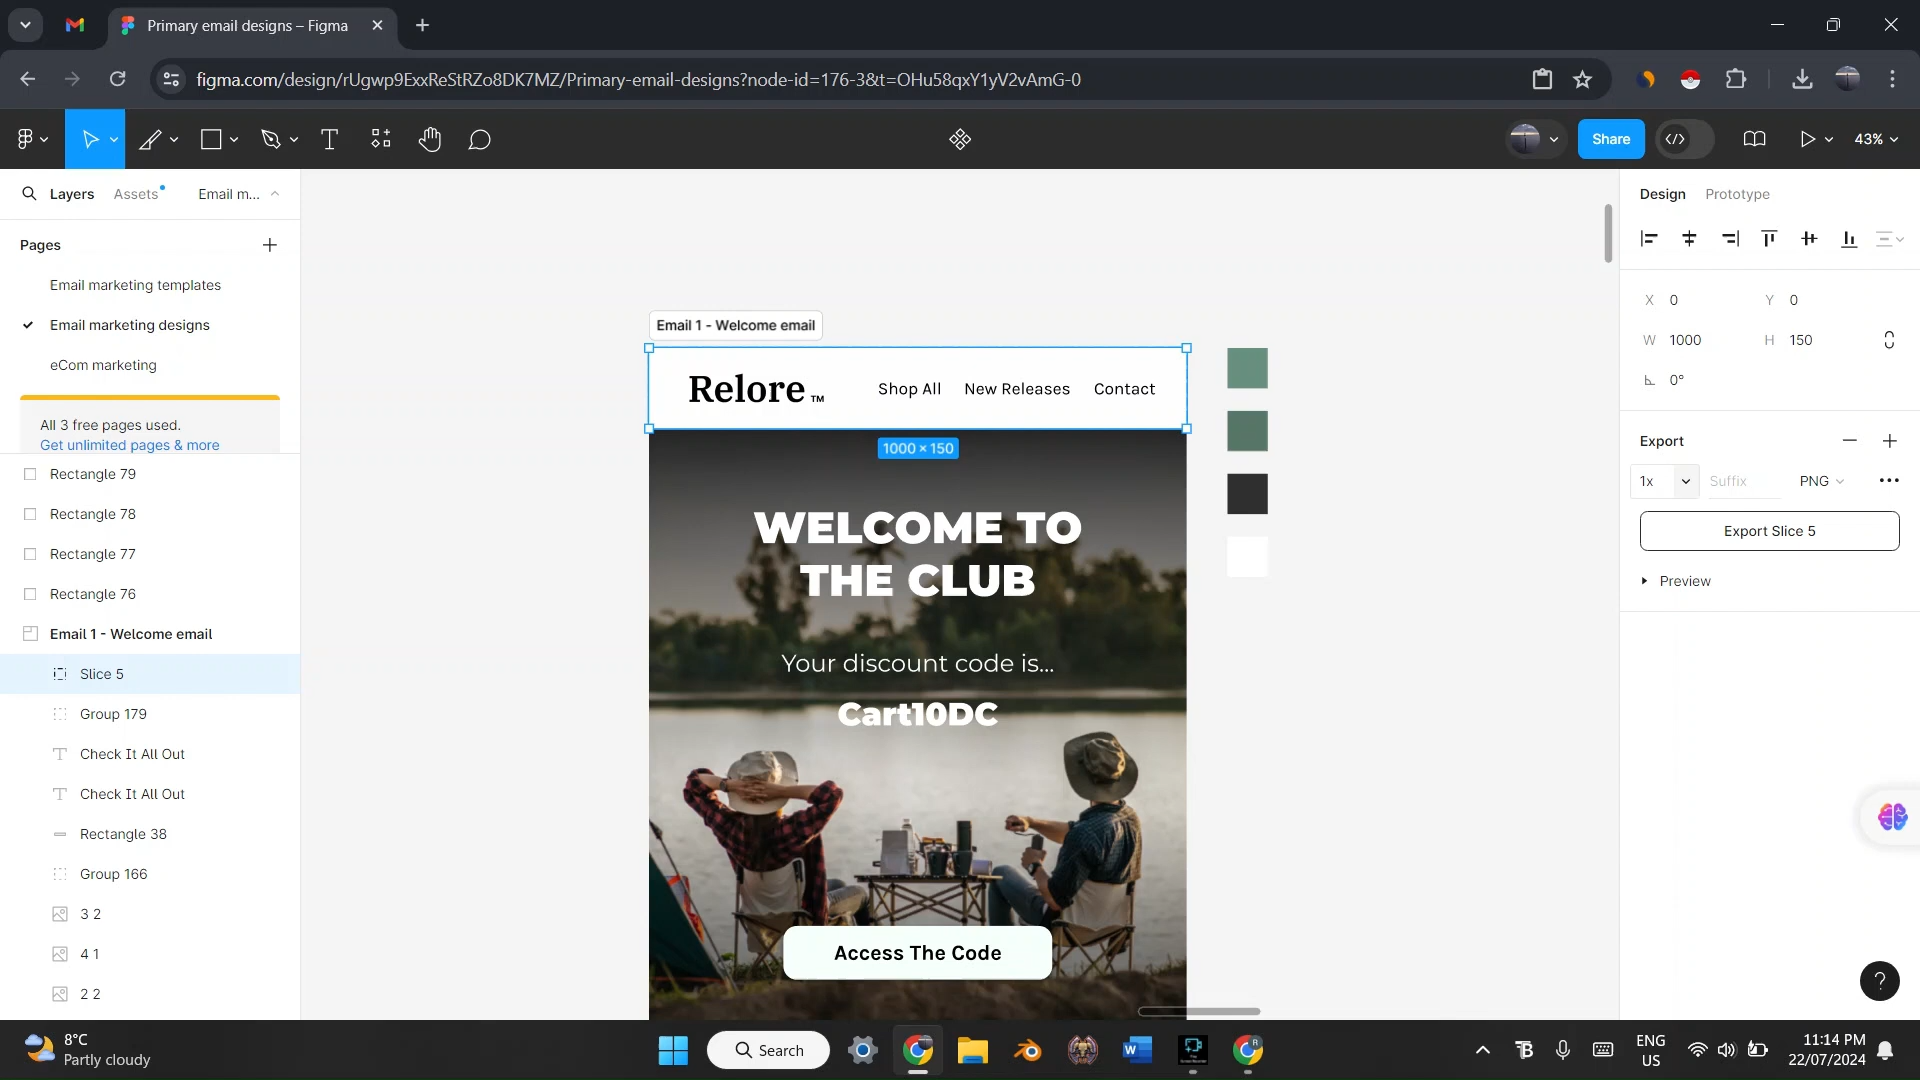 Primary email designs – Figma
figma.com/design/rUgwp9ExxReStRZo8DK7MZ/Primary-email-designs?node-id=176-3&t=OHu58qxY1yV2vAmG-0
Share
43%
Layers
Assets
Email m...
Pages
Email marketing templates
Email marketing designs
eCom marketing
All 3 free pages used.
Get unlimited pages & more
Rectangle 79
Rectangle 78
Rectangle 77
Rectangle 76
Email 1 - Welcome email
Slice 5
Group 179
Check It All Out
Check It All Out
Rectangle 38
Group 166
3 2
4 1
2 2
Email 1 - Welcome email
Relore ™
Shop All New Releases Contact
1000 × 150
WELCOME TO
THE CLUB
Your discount code is...
Cart10DC
Access The Code
Design
Prototype
X 0
Y 0
W 1000
H 150
0°
Export
1x
Suffix
PNG
Export Slice 5
Preview
?
8°C
Partly cloudy
Search
ENG
US
11:14 PM
22/07/2024